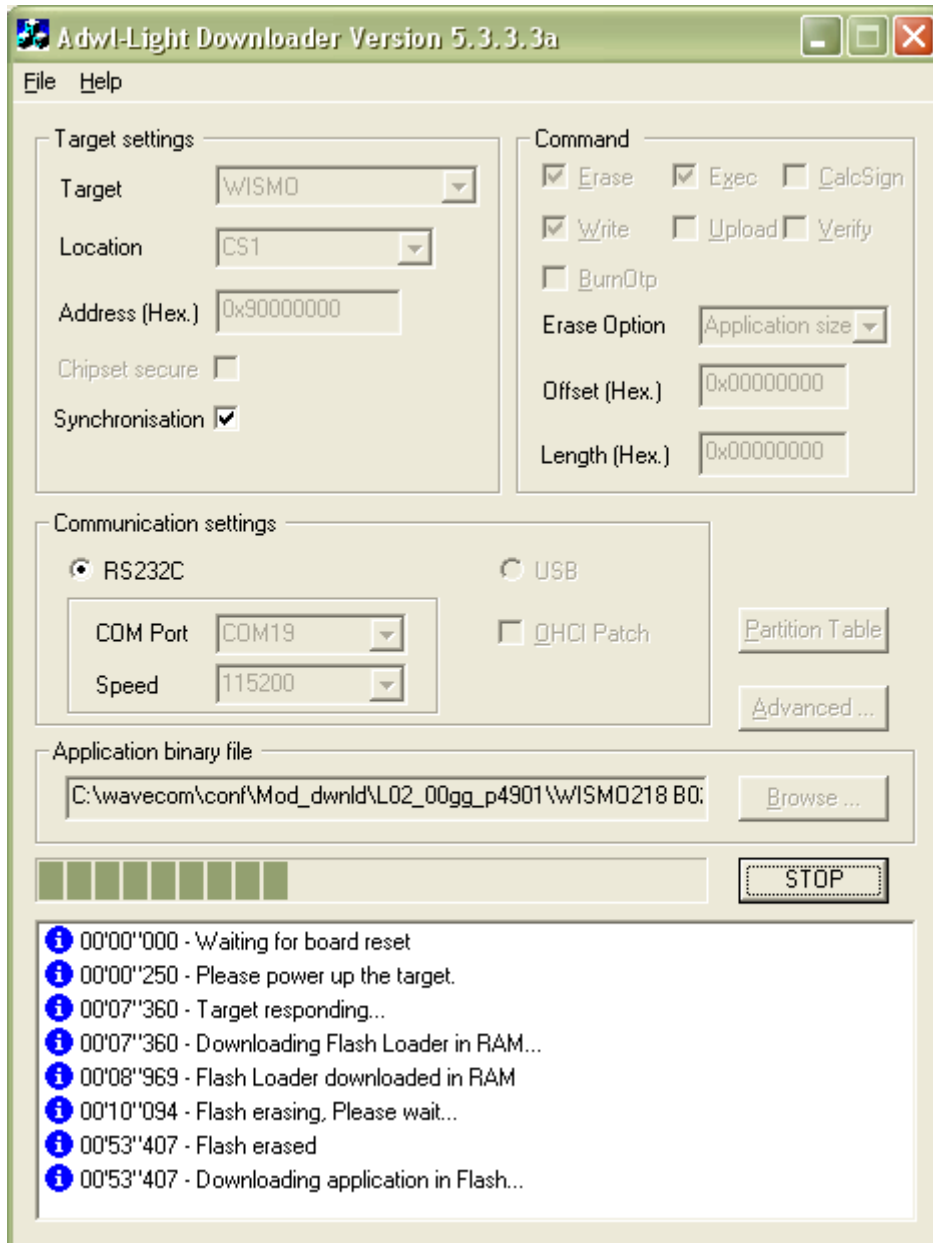 Adwl-Light Downloader Version 5.3.3.3a
File Help
Target settings
Target WISMO
Location CS1
Address (Hex.) 0x90000000
Chipset secure
Synchronisation
Command
Erase Exec CalcSign
Write Upload Verify
BurnOtp
Erase Option Application size
Offset (Hex.) 0x00000000
Length (Hex.) 0x00000000
Communication settings
RS232C
USB
COM Port COM19
OHCI Patch
Speed 115200
Partition Table
Advanced ...
Application binary file
C:\wavecom\conf\Mod_dwnld\L02_00gg_p4901\WISMO218
Browse ...
STOP
00'00"000 - Waiting for board reset
00'00"250 - Please power up the target.
00'07"360 - Target responding...
00'07"360 - Downloading Flash Loader in RAM...
00'08"969 - Flash Loader downloaded in RAM
00'10"094 - Flash erasing, Please wait...
00'53"407 - Flash erased
00'53"407 - Downloading application in Flash...